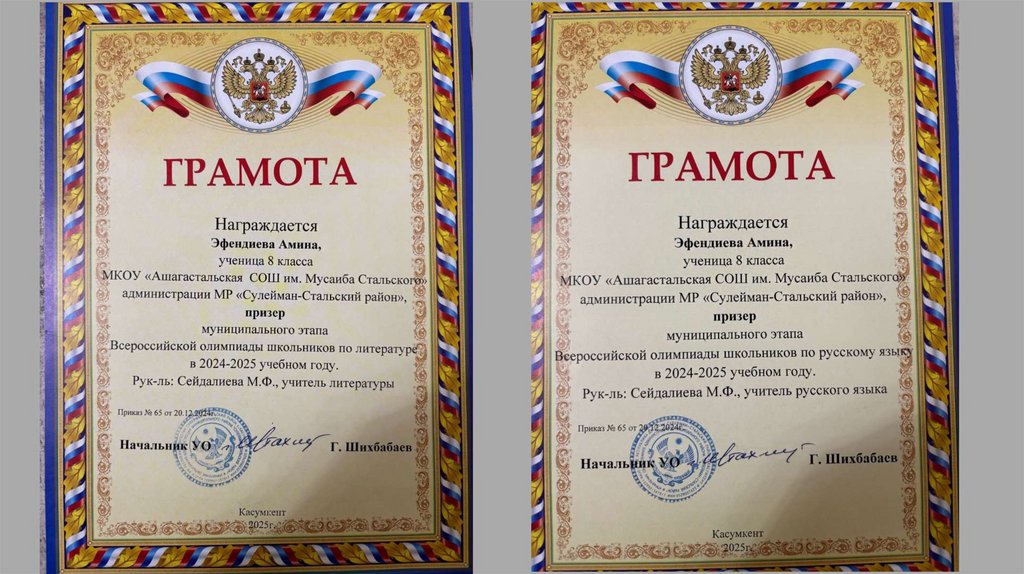 ГРАМОТА
Награждается
Эфендиева Амина,
ученица 8 класса
МКОУ «Ашагастальская СОШ им. Мусаиба Стальского»
администрации МР «Сулейман-Стальский район»,
призер
муниципального этапа
Всероссийской олимпиады школьников по литературе
в 2024-2025 учебном году.
Рук-ль: Сейдалиева М.Ф., учитель литературы
Приказ № 65 от 20.12.2024г.
Начальник УО Г. Шихбабаев
Касумкент
2025г.
ГРАМОТА
Награждается
Эфендиева Амина,
ученица 8 класса
МКОУ «Ашагастальская СОШ им. Мусаиба Стальского»
администрации МР «Сулейман-Стальский район»,
призер
муниципального этапа
Всероссийской олимпиады школьников по русскому языку
в 2024-2025 учебном году.
Рук-ль: Сейдалиева М.Ф., учитель русского языка
Приказ № 65 от 20.12.2024г.
Начальник УО Г. Шихбабаев
Касумкент
2025г.